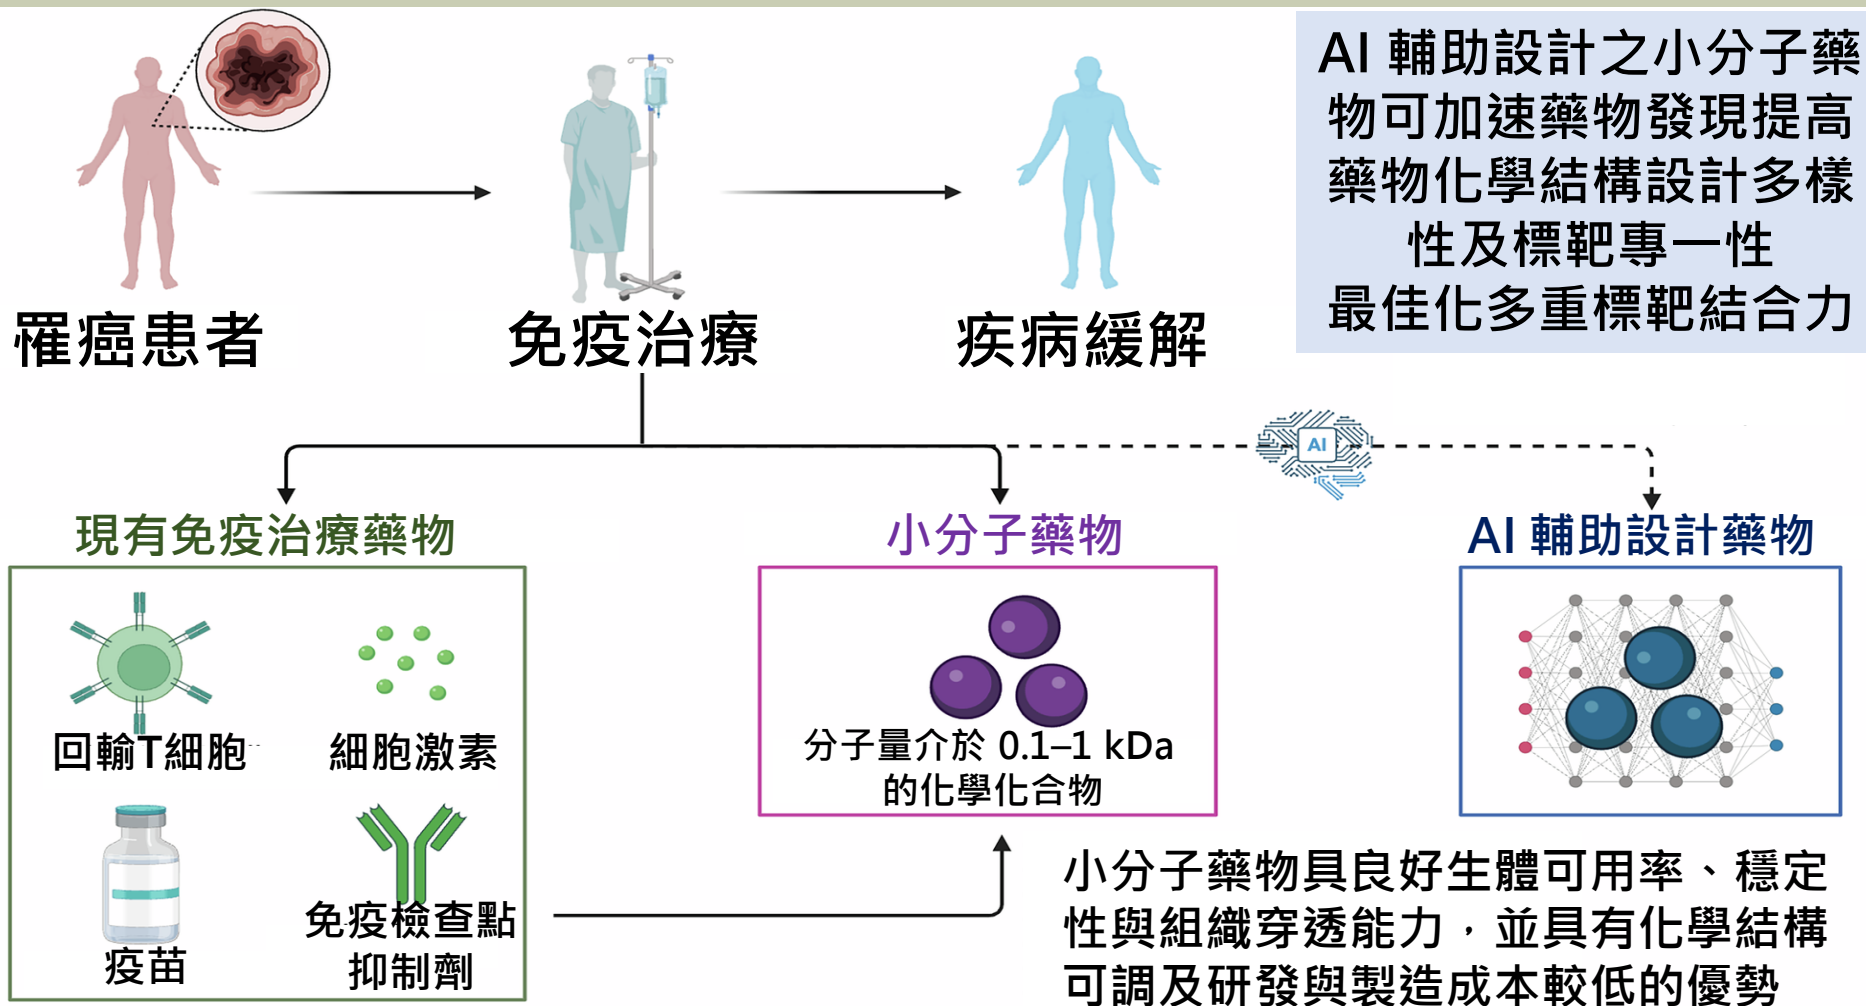 AI 輔助設計之小分子藥
物可加速藥物發現提高
藥物化學結構設計多樣
性及標靶專一性
最佳化多重標靶結合力
罹癌患者
免疫治療
疾病緩解
AI
現有免疫治療藥物
小分子藥物
AI 輔助設計藥物
回輸T細胞
細胞激素
疫苗
免疫檢查點
抑制劑
分子量介於 0.1–1 kDa
的化學化合物
小分子藥物具良好生體可用率、穩定
性與組織穿透能力，並具有化學結構
可調及研發與製造成本較低的優勢